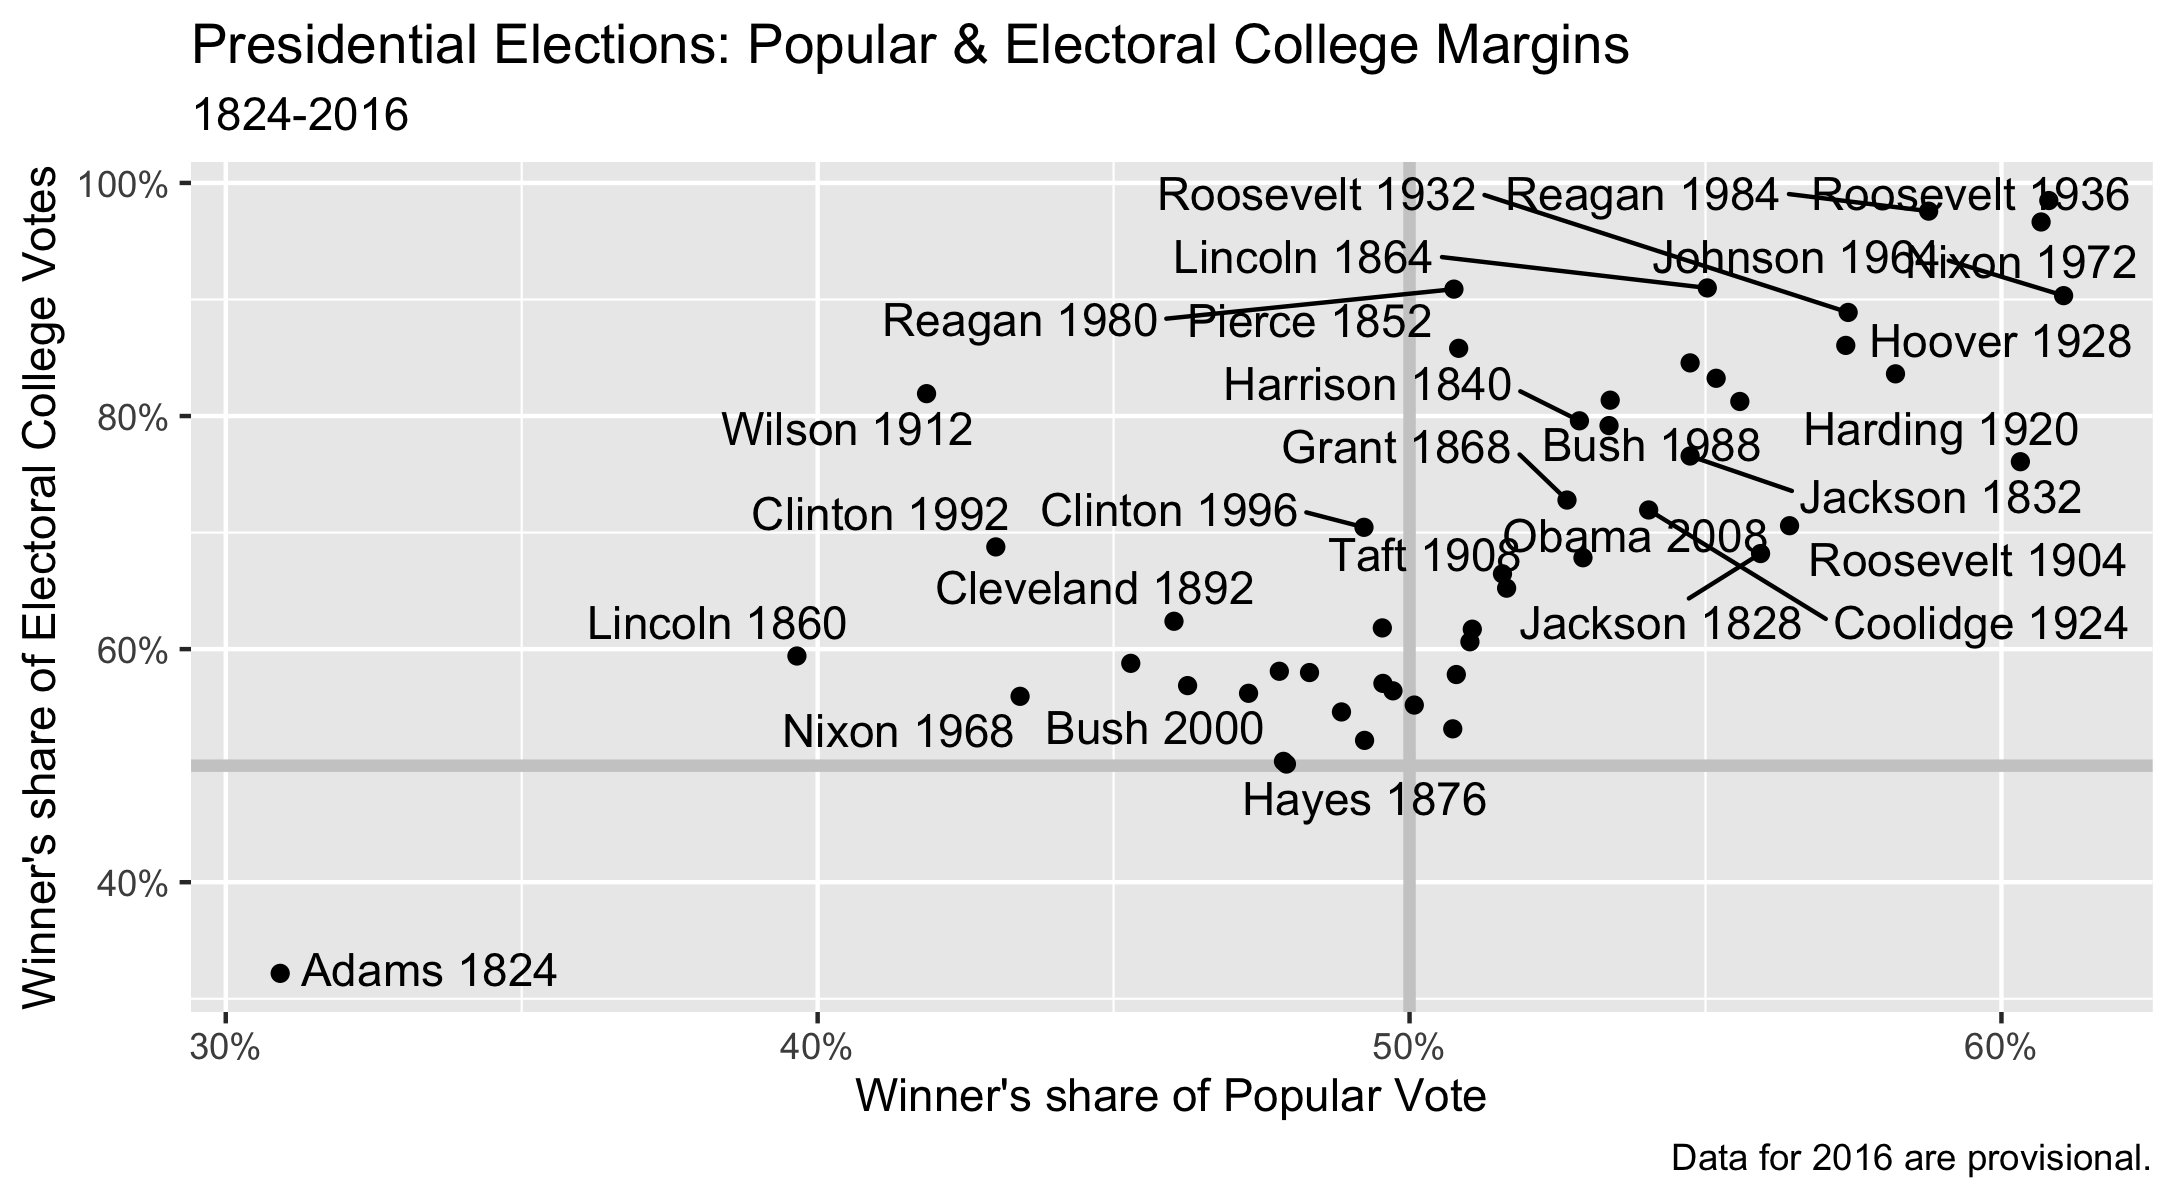 Presidential Elections: Popular & Electoral College Margins
1824-2016
Winner's share of Electoral College Votes
100%
80%
60%
40%
Roosevelt 1932
Reagan 1984
Roosevelt 1936
Lincoln 1864
Johnson 1964
Nixon 1972
Reagan 1980
Pierce 1852
Hoover 1928
Harrison 1840
Wilson 1912
Grant 1868
Bush 1988
Harding 1920
Clinton 1992
Clinton 1996
Jackson 1832
Taft 1908
Obama 2008
Roosevelt 1904
Cleveland 1892
Lincoln 1860
Jackson 1828
Coolidge 1924
Nixon 1968
Bush 2000
Hayes 1876
Adams 1824
30%
40%
50%
60%
Winner's share of Popular Vote
Data for 2016 are provisional.